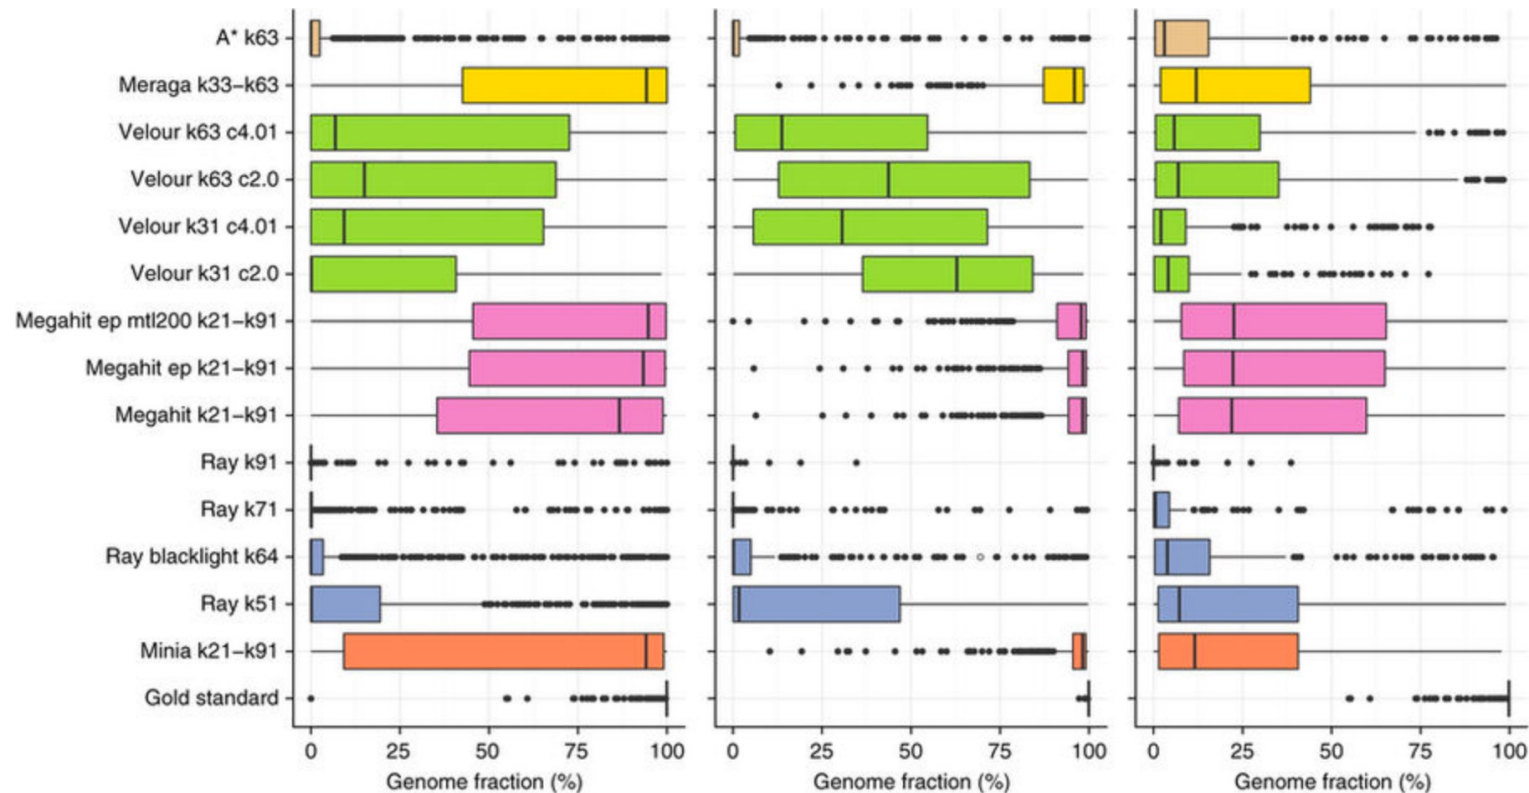 A* k63
Meraga k33–k63
Velour k63 c4.01
Velour k63 c2.0
Velour k31 c4.01
Velour k31 c2.0
Megahit ep mtl200 k21–k91
Megahit ep k21–k91
Megahit k21–k91
Ray k91
Ray k71
Ray blacklight k64
Ray k51
Minia k21–k91
Gold standard
0 25 50 75 100 0 25 50 75 100 0 25 50 75 100
Genome fraction (%) Genome fraction (%) Genome fraction (%)